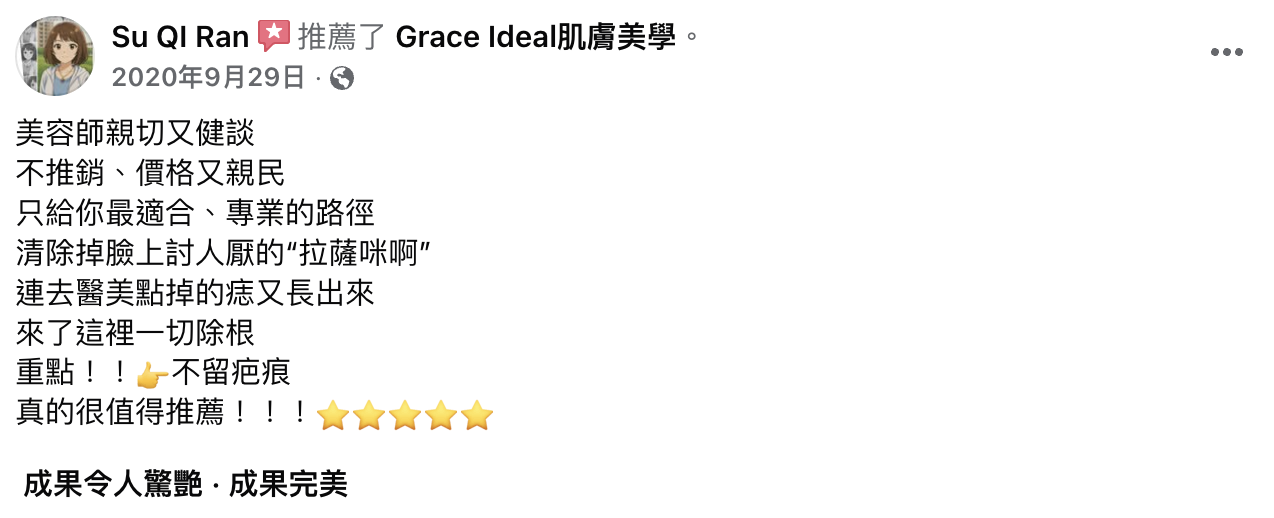 Su QI Ran 推薦了 Grace Ideal肌膚美學。
2020年9月29日 ·
美容師親切又健談
不推銷、價格又親民
只給你最適合、專業的路徑
清除掉臉上討人厭的“拉薩咪啊”
連去醫美點掉的痣又長出來
來了這裡一切除根
重點！！👉不留疤痕
真的很值得推薦！！！⭐⭐⭐⭐⭐
成果令人驚艷 · 成果完美